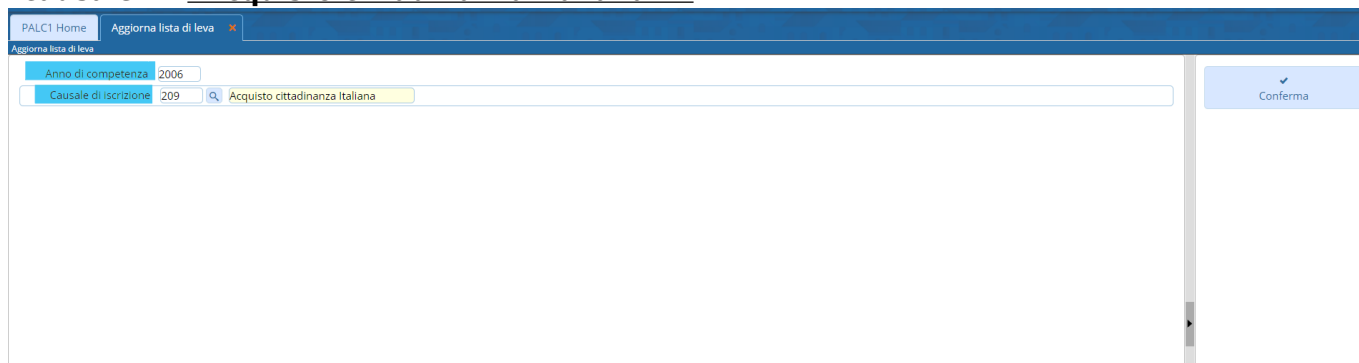 PALC1 Home Aggiorna lista di leva ×
Aggiorna lista di leva
Anno di competenza 2006
Causale di iscrizione 209 Acquisto cittadinanza Italiana
Conferma